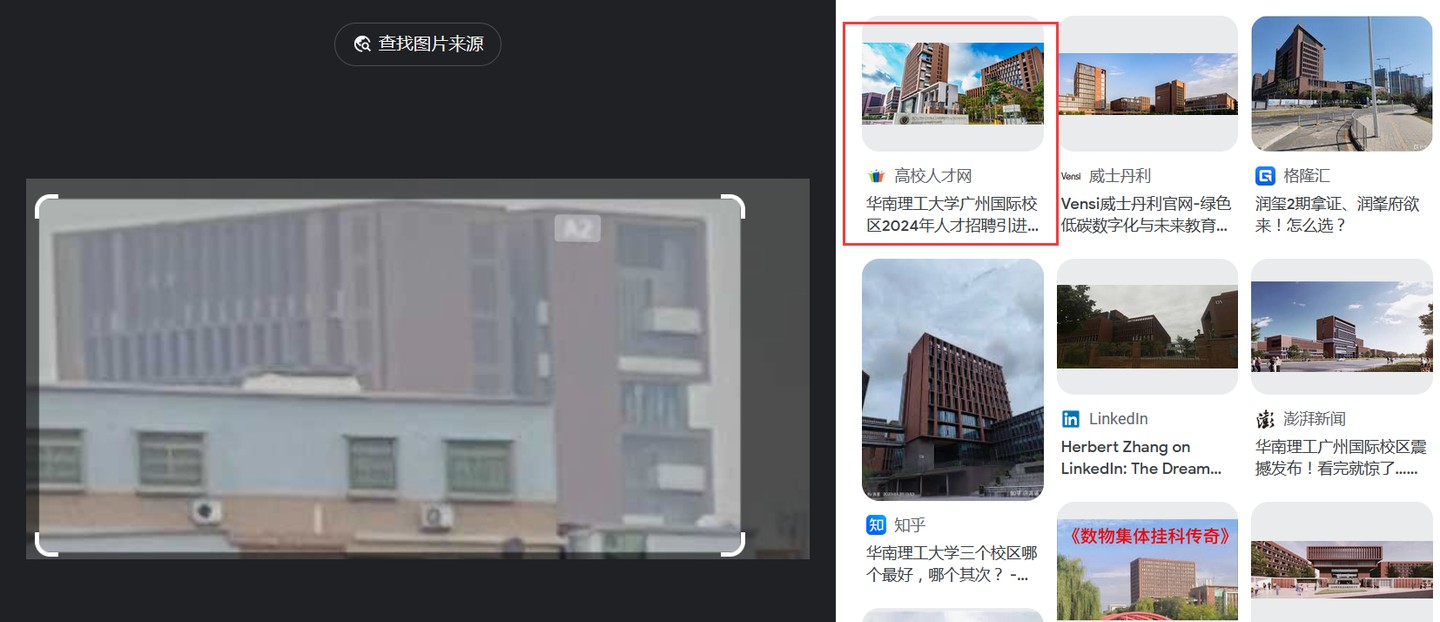 查找图片来源
A2
高校人才网
华南理工大学广州国际校
区2024年人才招聘引进...
Vensi 威士丹利
Vensi威士丹利官网-绿色
低碳数字化与未来教育...
格隆汇
润玺2期拿证、润峯府欲
来！怎么选？
知乎
华南理工大学三个校区哪
个最好，哪个其次？ -...
LinkedIn
Herbert Zhang on
LinkedIn: The Dream...
澎湃新闻
华南理工广州国际校区震
撼发布！看完就惊了......
《数物集体挂科传奇》